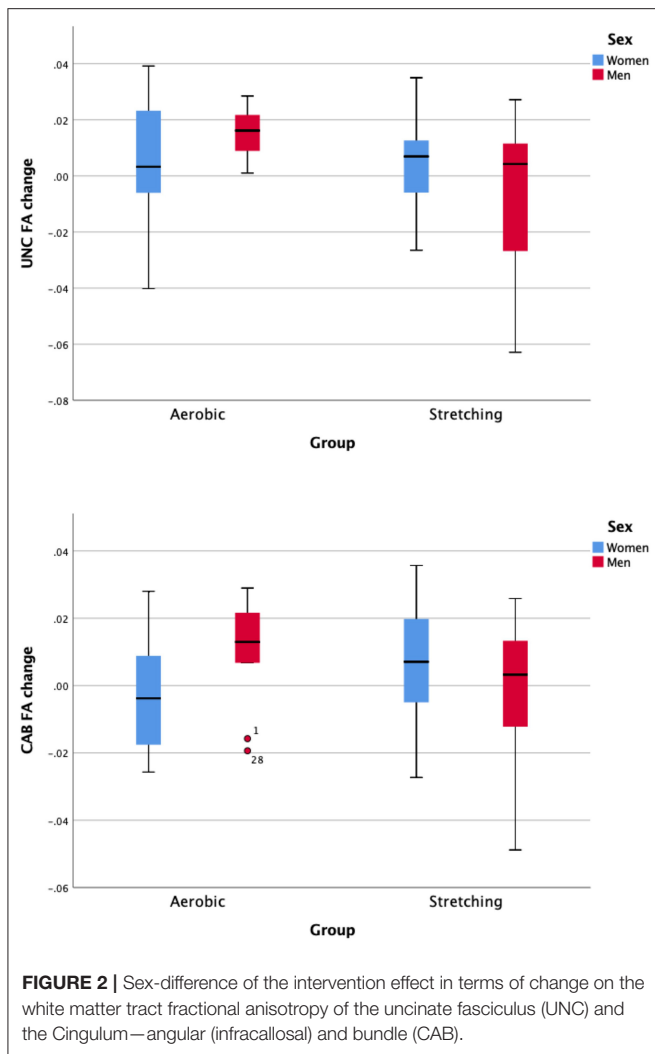 Sex
Women
Men
.04
.02
.00
-.02
-.04
-.06
-.08
UNC FA change
Aerobic
Stretching
Group
Sex
Women
Men
.04
.02
.00
-.02
-.04
-.06
CAB FA change
1
28
Aerobic
Stretching
Group
FIGURE 2 | Sex-difference of the intervention effect in terms of change on the
white matter tract fractional anisotropy of the uncinate fasciculus (UNC) and
the Cingulum—angular (infracallosal) and bundle (CAB).